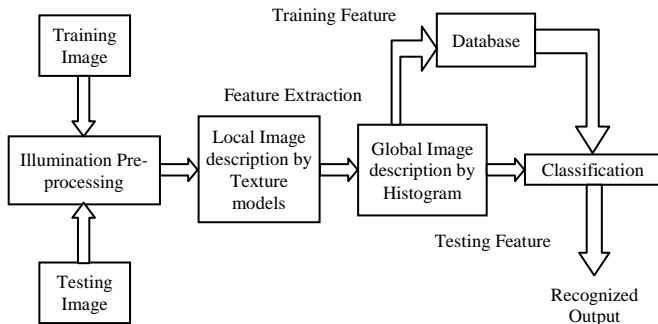 Training
Image
Training Feature
Database
Feature Extraction
Illumination Pre-
processing
Local Image
description by
Texture
models
Global Image
description by
Histogram
Classification
Testing Feature
Testing
Image
Recognized
Output